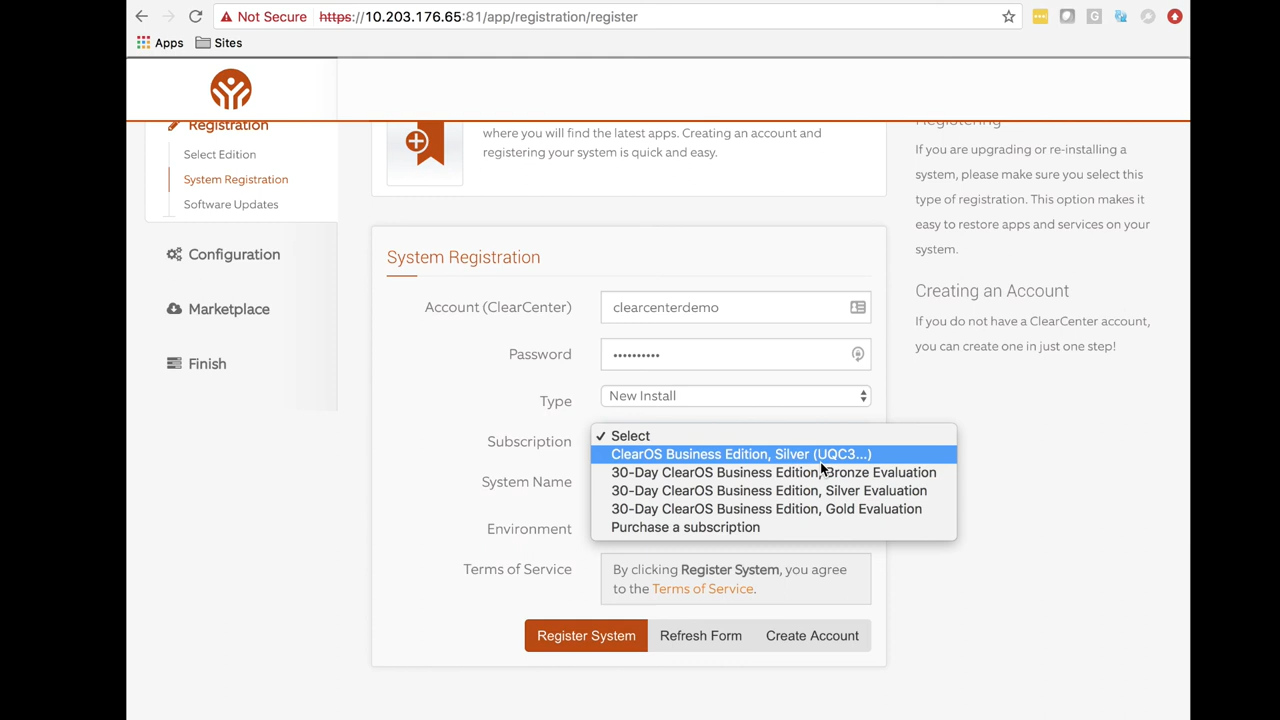 Not Secure https://10.203.176.65:81/app/registration/register
Apps Sites
Registration
Select Edition
System Registration
Software Updates
Configuration
Marketplace
Finish
where you will find the latest apps. Creating an account and
registering your system is quick and easy.
System Registration
Account (ClearCenter) clearcenterdemo
Password ••••••••••
Type New Install
Subscription
✓ Select
ClearOS Business Edition, Silver (UQC3...)
30-Day ClearOS Business Edition, Bronze Evaluation
30-Day ClearOS Business Edition, Silver Evaluation
30-Day ClearOS Business Edition, Gold Evaluation
Purchase a subscription
System Name
Environment
Terms of Service
By clicking Register System, you agree
to the Terms of Service.
Register System Refresh Form Create Account
Registering
If you are upgrading or re-installing a
system, please make sure you select this
type of registration. This option makes it
easy to restore apps and services on your
system.
Creating an Account
If you do not have a ClearCenter account,
you can create one in just one step!